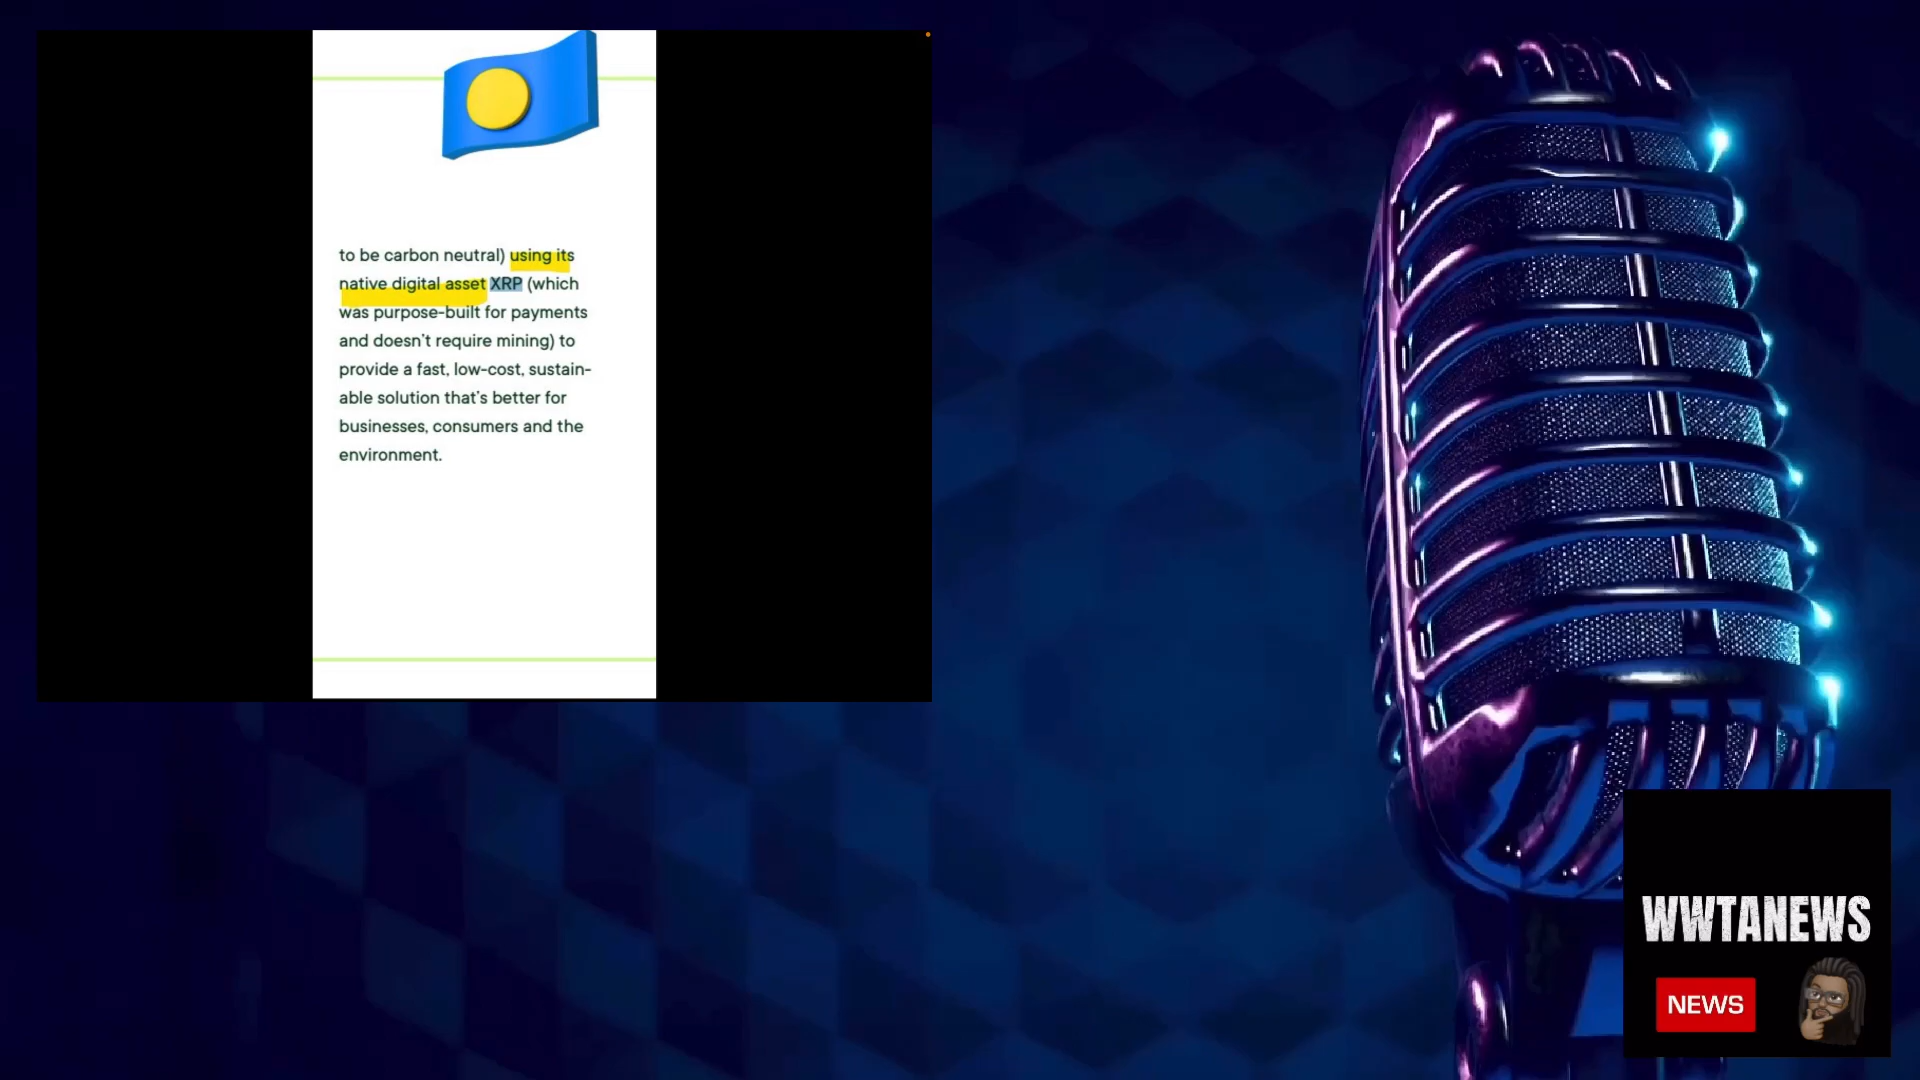 to be carbon neutral) using its
native digital asset XRP (which
was purpose-built for payments
and doesn't require mining) to
provide a fast, low-cost, sustain-
able solution that's better for
businesses, consumers and the
environment.
WWTANEWS
NEWS